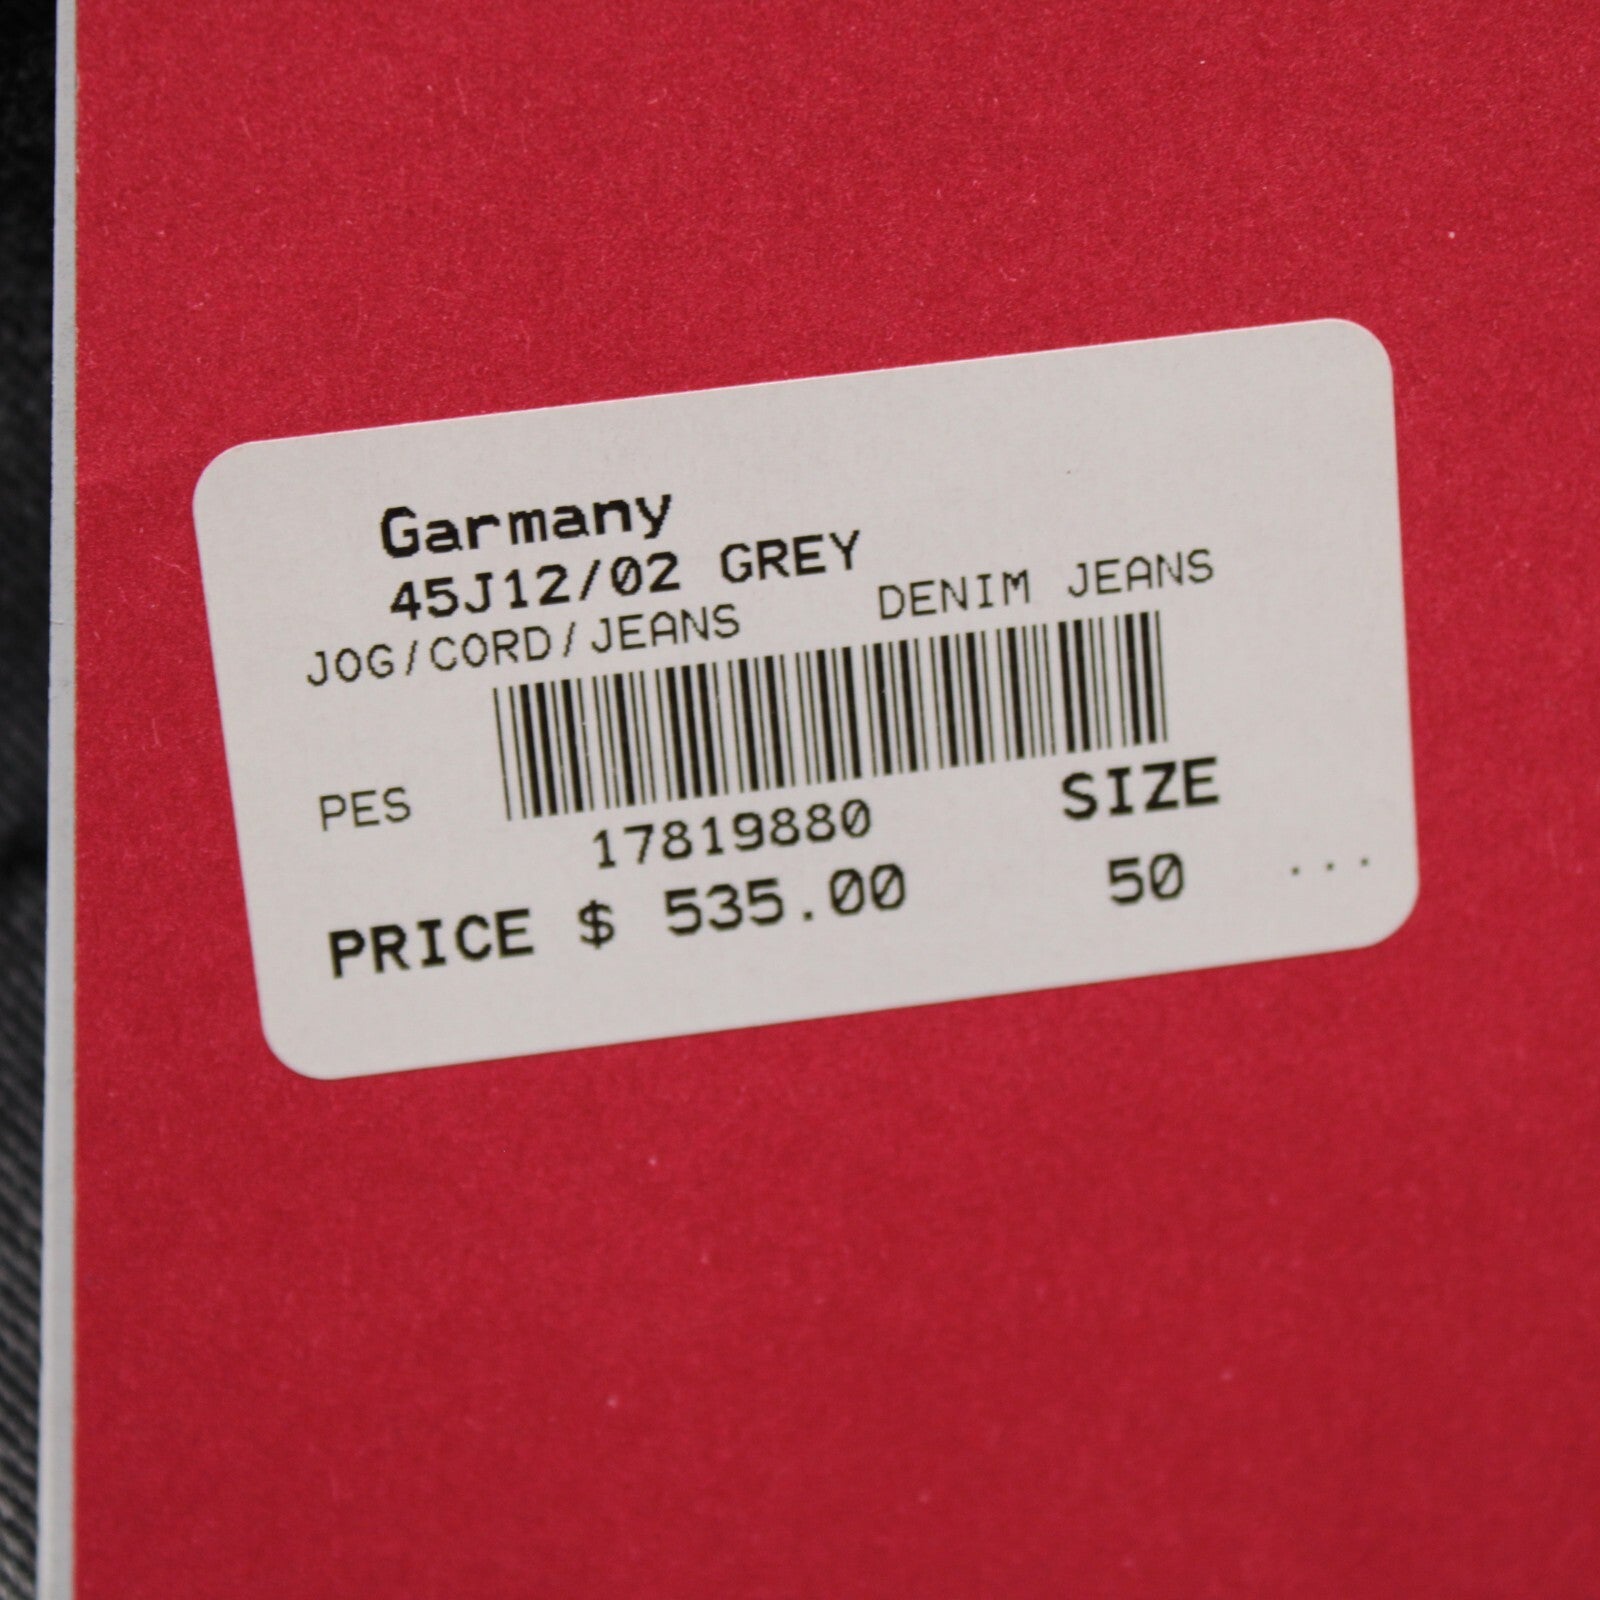 Garmany
45J12/02 GREY
JOG/CORD/JEANS DENIM JEANS
PES
17819880
SIZE
PRICE $ 535.00 50 ...